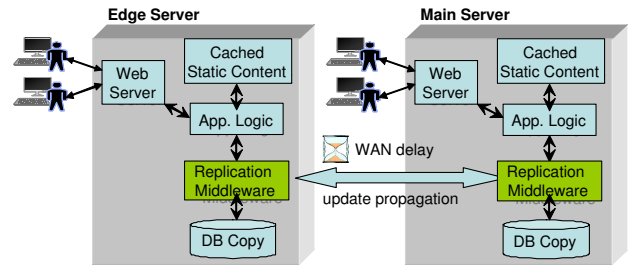 Edge Server
Main Server
Web
Server
Cached
Static Content
App. Logic
Replication
Middleware
DB Copy
WAN delay
update propagation
Web
Server
Cached
Static Content
App. Logic
Replication
Middleware
DB Copy